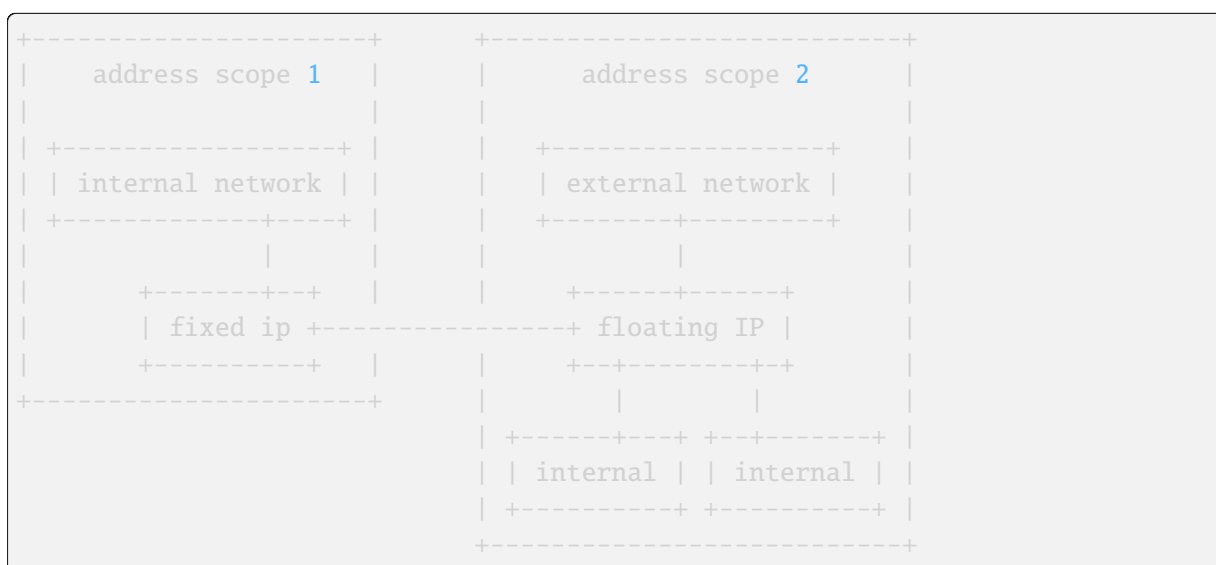 +----------------------+      +---------------------------+
|    address scope 1   |      |      address scope 2      |
|                      |      |                           |
| +------------------+ |      |   +------------------+    |
| | internal network | |      |   | external network |    |
| +-------------+----+ |      |   +--------+---------+    |
|               |      |      |            |              |
|       +-------+--+   |      |     +------+------+       |
|       | fixed ip +----------------+ floating IP |       |
|       +----------+   |      |     +--+--------+-+       |
+----------------------+      |        |        |         |
                              | +------+---+ +--+-------+ |
                              | | internal | | internal | |
                              | +----------+ +----------+ |
                              +---------------------------+